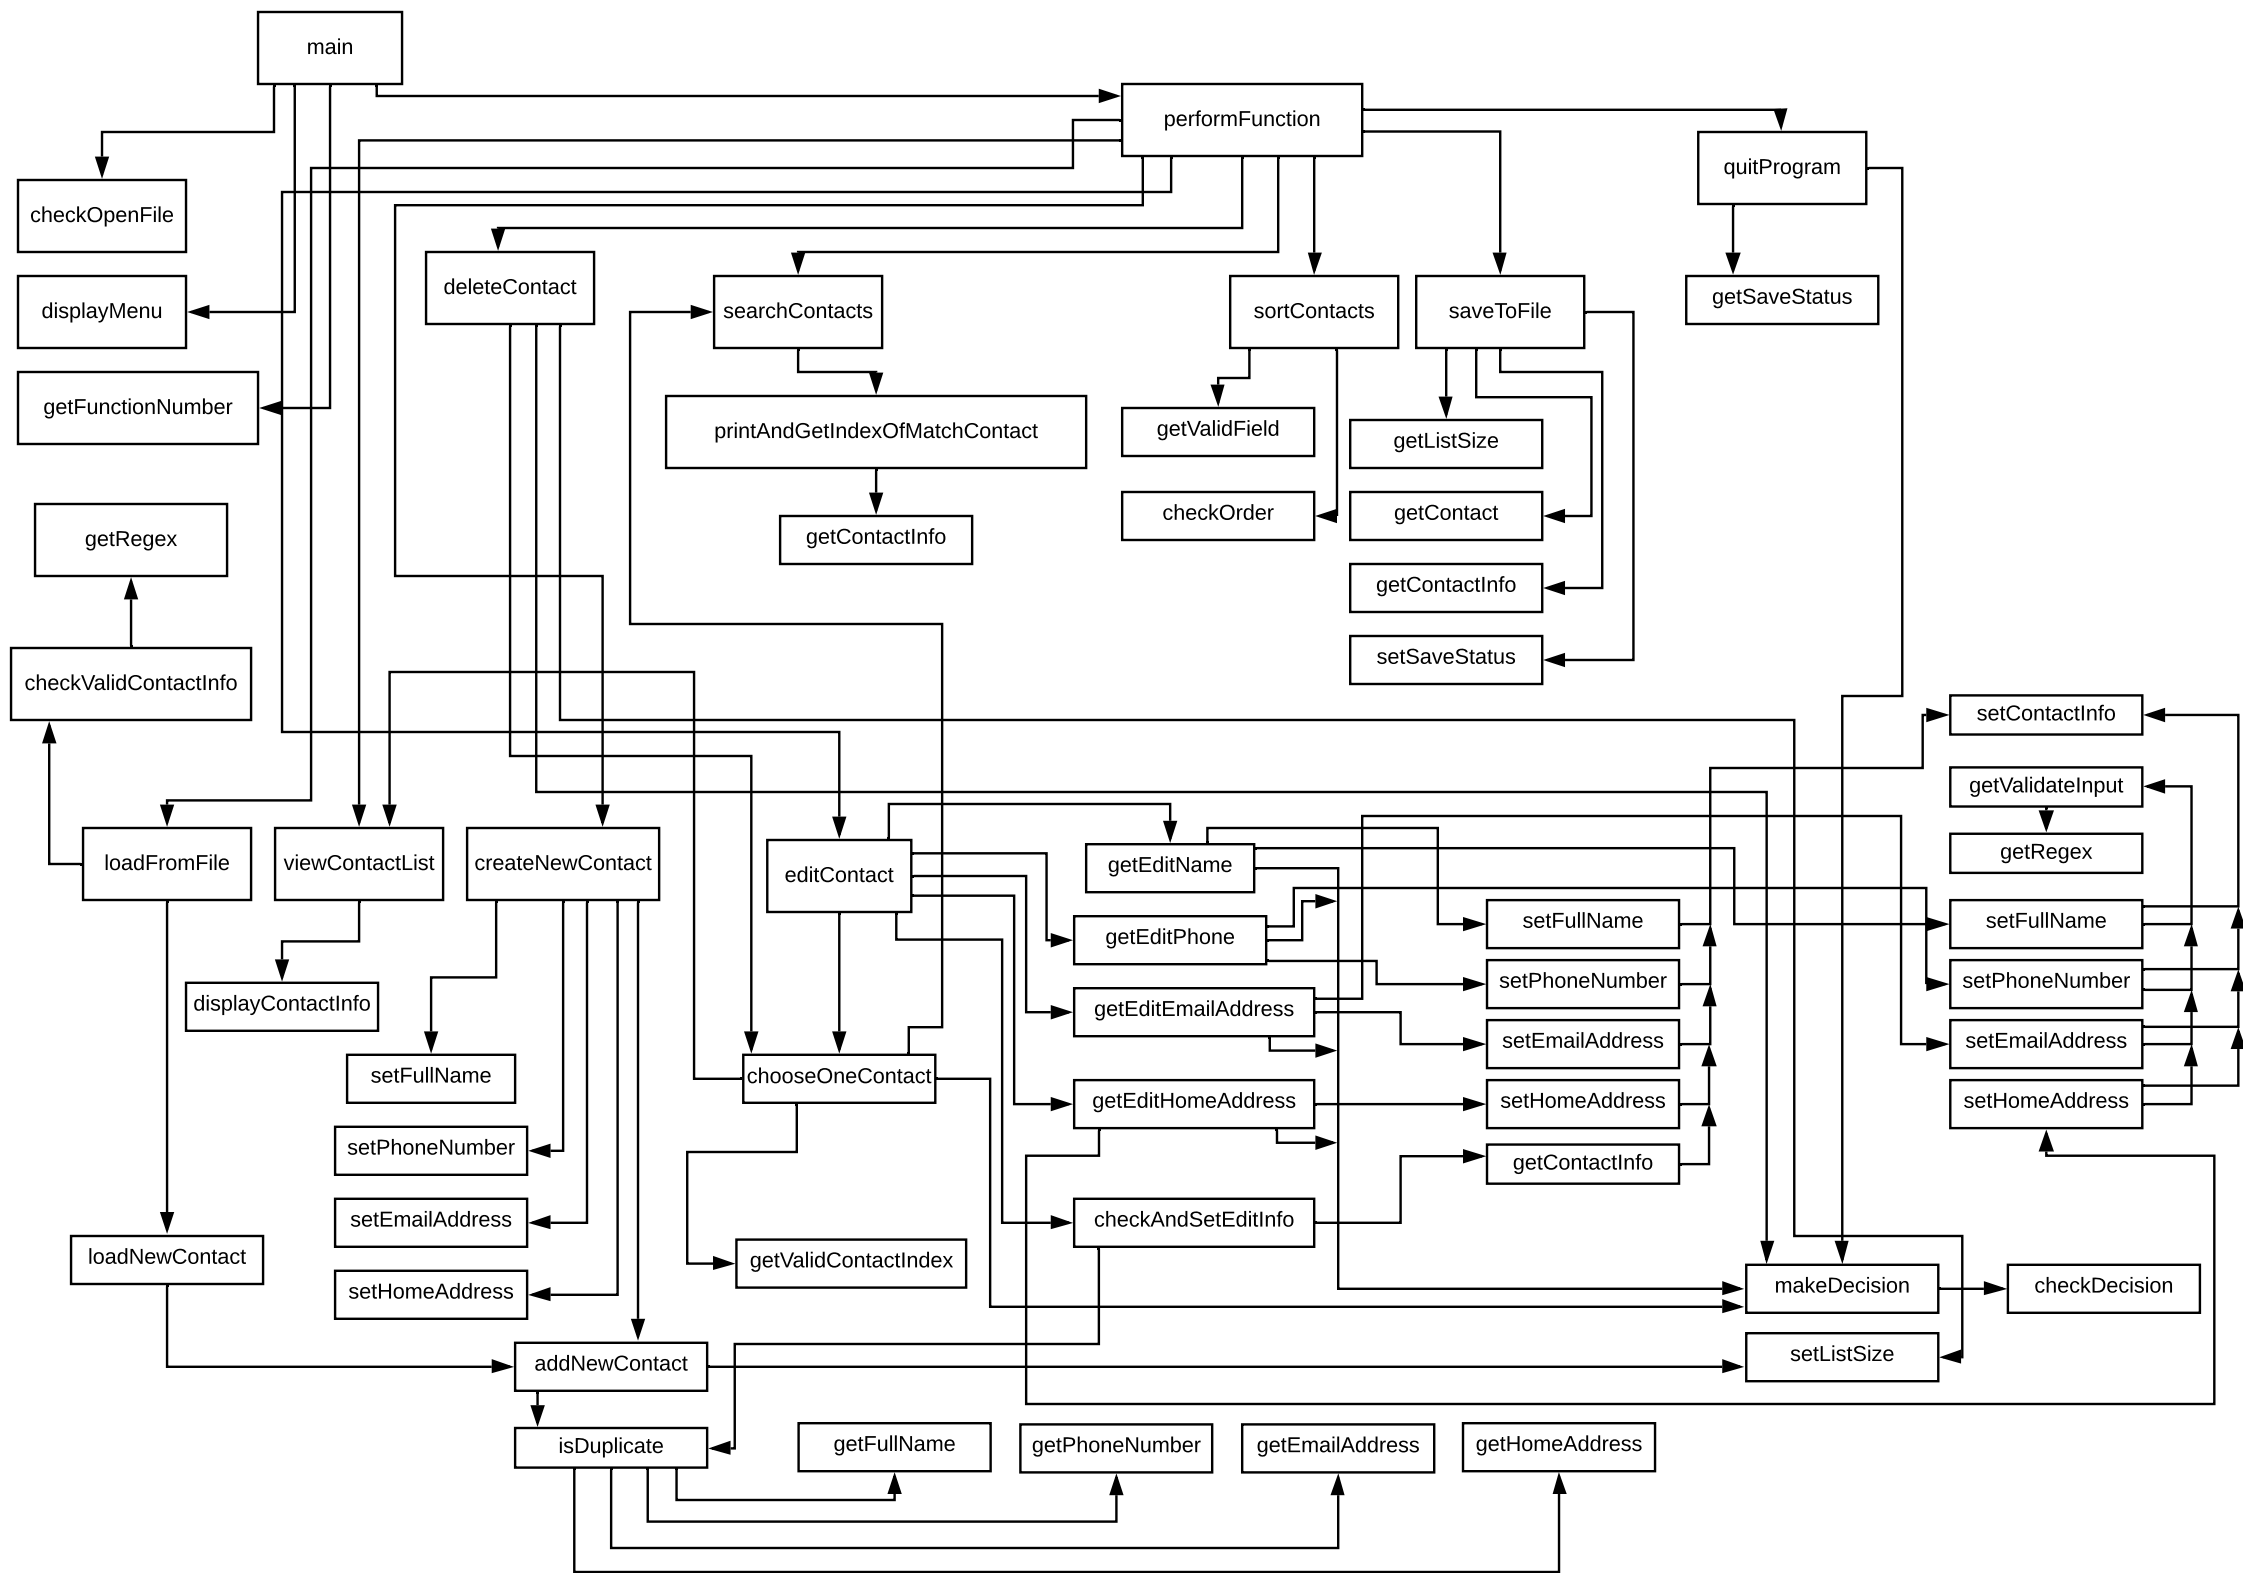 main
performFunction
quitProgram
checkOpenFile
deleteContact
searchContacts
sortContacts
saveToFile
getSaveStatus
displayMenu
getFunctionNumber
printAndGetIndexOfMatchContact
getValidField
getListSize
checkOrder
getContact
getRegex
getContactInfo
getContactInfo
setSaveStatus
checkValidContactInfo
setContactInfo
getValidateInput
loadFromFile
viewContactList
createNewContact
editContact
getEditName
getRegex
getEditPhone
setFullName
setFullName
displayContactInfo
getEditEmailAddress
setPhoneNumber
setPhoneNumber
setEmailAddress
setEmailAddress
setFullName
chooseOneContact
getEditHomeAddress
setHomeAddress
setHomeAddress
setPhoneNumber
getContactInfo
setEmailAddress
checkAndSetEditInfo
loadNewContact
getValidContactIndex
setHomeAddress
makeDecision
checkDecision
addNewContact
setListSize
isDuplicate
getFullName
getPhoneNumber
getEmailAddress
getHomeAddress